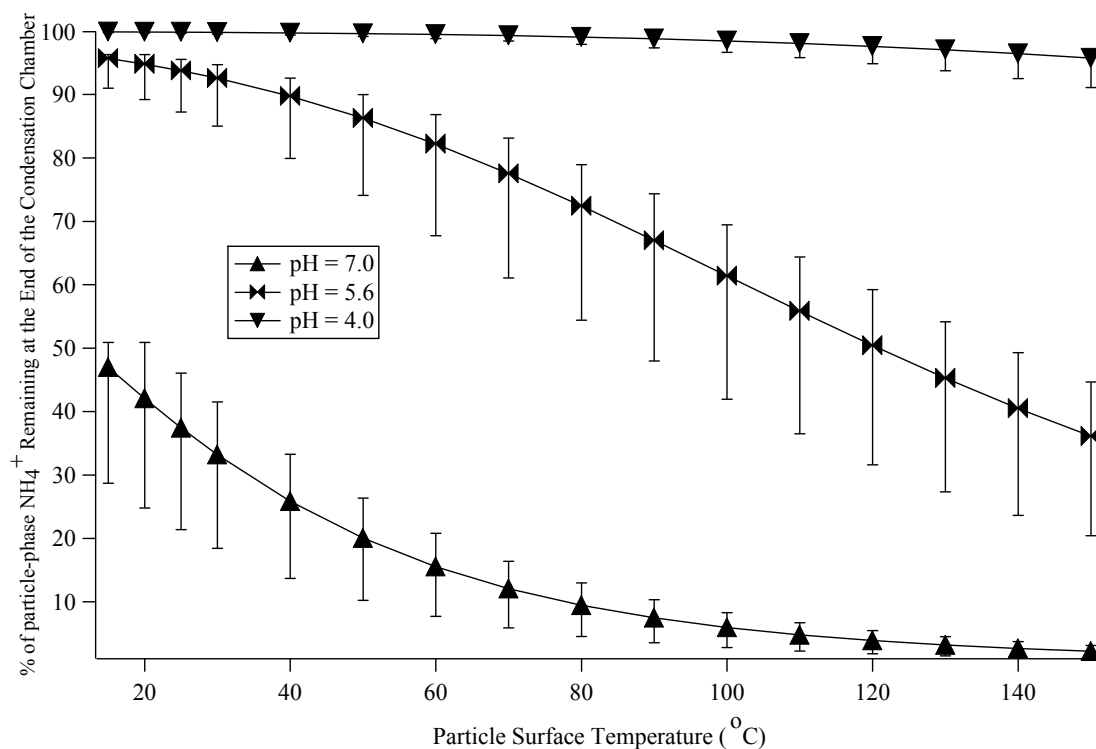 % of particle-phase NH4+ Remaining at the End of the Condensation Chamber
100
90
80
70
60
50
40
30
20
10
pH = 7.0
pH = 5.6
pH = 4.0
20 40 60 80 100 120 140
Particle Surface Temperature ( oC)